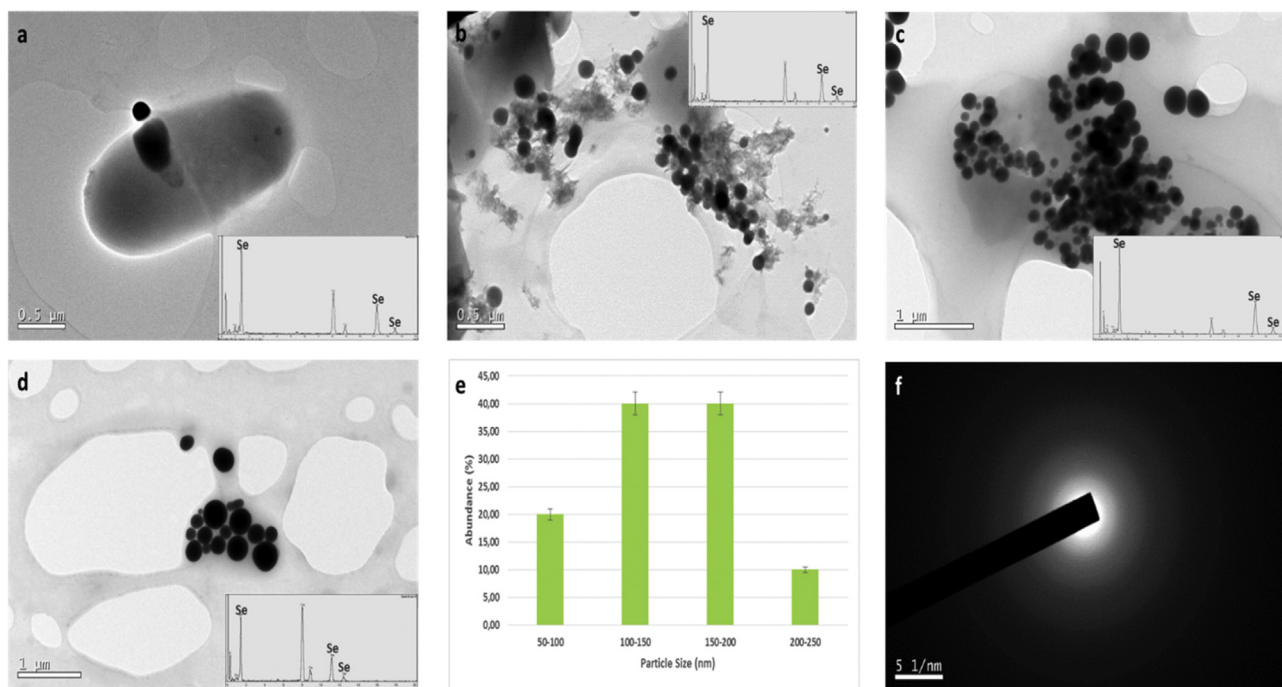 a
Se
Se
Se
0.5 µm
b
Se
Se
Se
0.5 µm
c
Se
Se
Se
1 µm
d
Se
Se
Se
1 µm
e
45,00
40,00
35,00
30,00
25,00
20,00
15,00
10,00
5,00
0,00
Abundance (%)
50-100 100-150 150-200 200-250
Particle Size (nm)
f
5 1/nm